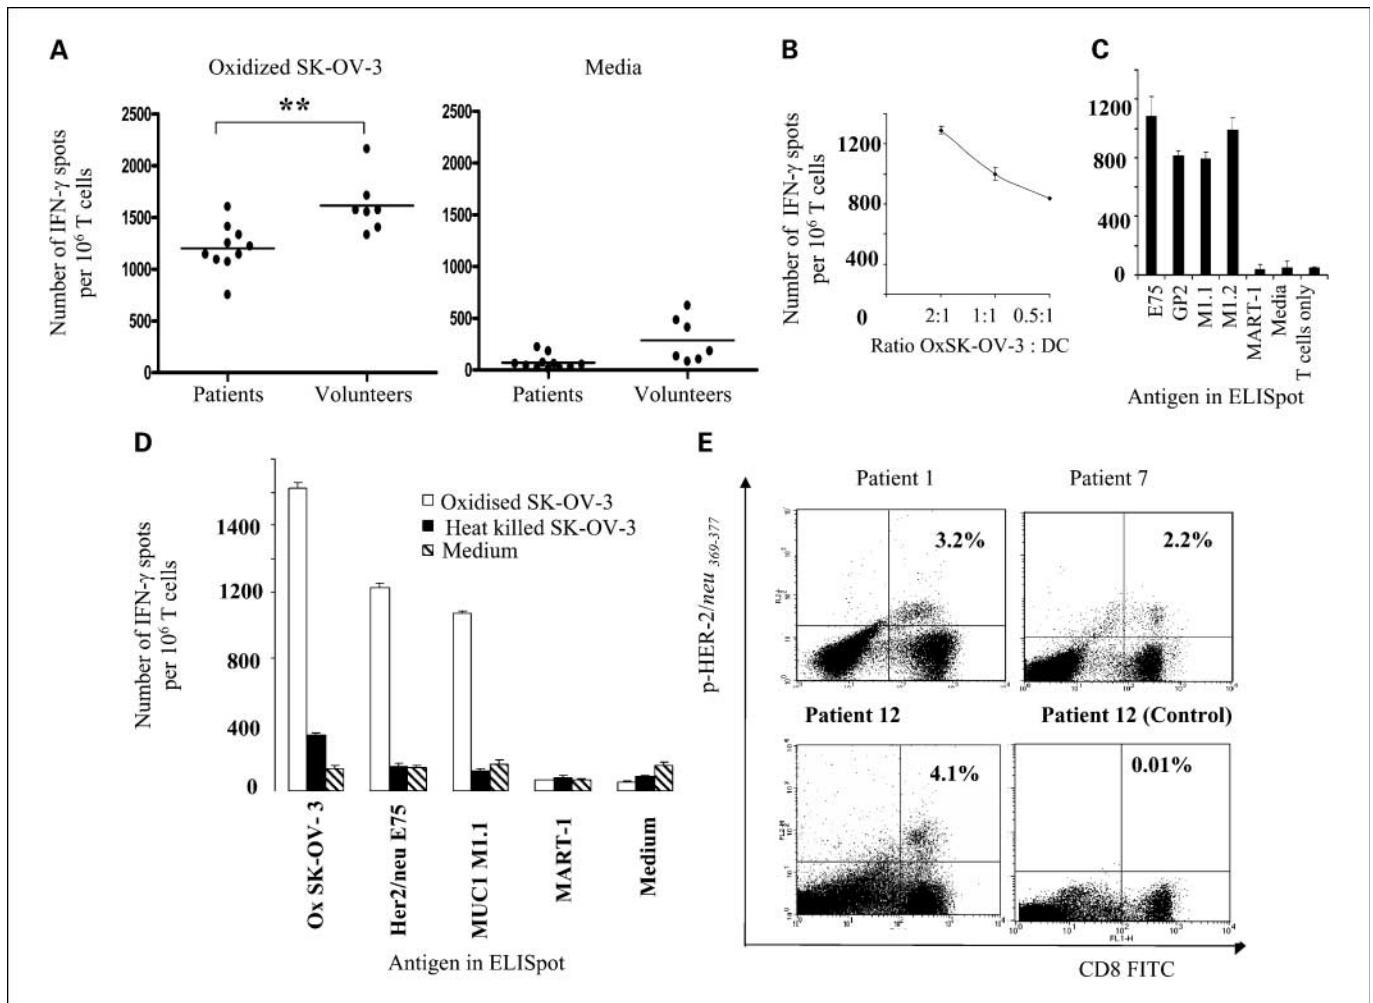 A
Oxidized SK-OV-3
Media
**
Number of IFN-γ spots
per 10⁶ T cells
2500
2000
1500
1000
500
0
Patients
Volunteers
2500
2000
1500
1000
500
0
Patients
Volunteers
B
Number of IFN-γ spots
per 10⁶ T cells
1200
800
400
0
2:1
1:1
0.5:1
Ratio OxSK-OV-3 : DC
C
1200
800
400
0
E75
GP2
M1.1
M1.2
MART-1
Media
T cells only
Antigen in ELISpot
D
Number of IFN-γ spots
per 10⁶ T cells
1400
1200
800
400
0
Oxidised SK-OV-3
Heat killed SK-OV-3
Medium
Ox SK-OV- 3
Her2/neu E75
MUC1 M1.1
MART-1
Medium
Antigen in ELISpot
E
p-HER-2/neu 369-377
Patient 1
3.2%
Patient 7
2.2%
Patient 12
4.1%
Patient 12 (Control)
0.01%
FL1-H
CD8 FITC